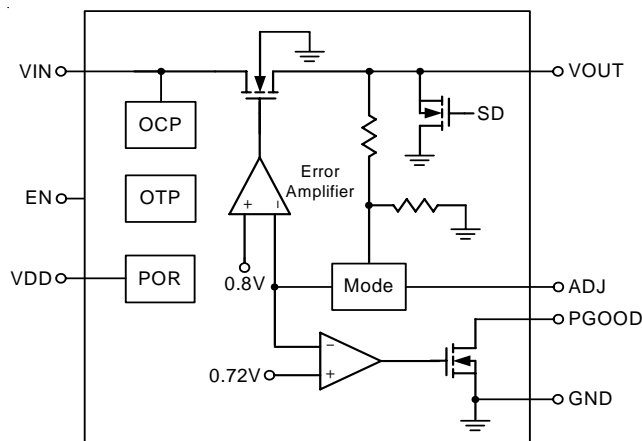 VIN
VOUT
OCP
SD
Error
Amplifier
EN
OTP
+ −
VDD
POR
0.8V
Mode
ADJ
PGOOD
−
0.72V
+
GND